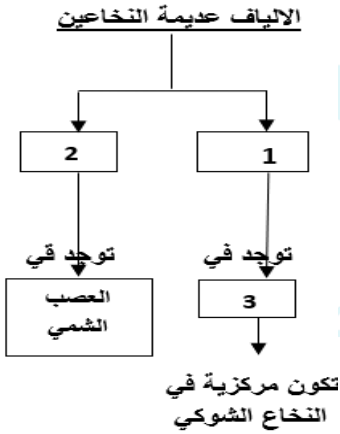 الالياف عديمة النخاعين
1
2
توجد في
توجد قي
3
العصب
الشمي
تكون مركزية في
النخاع الشوكي